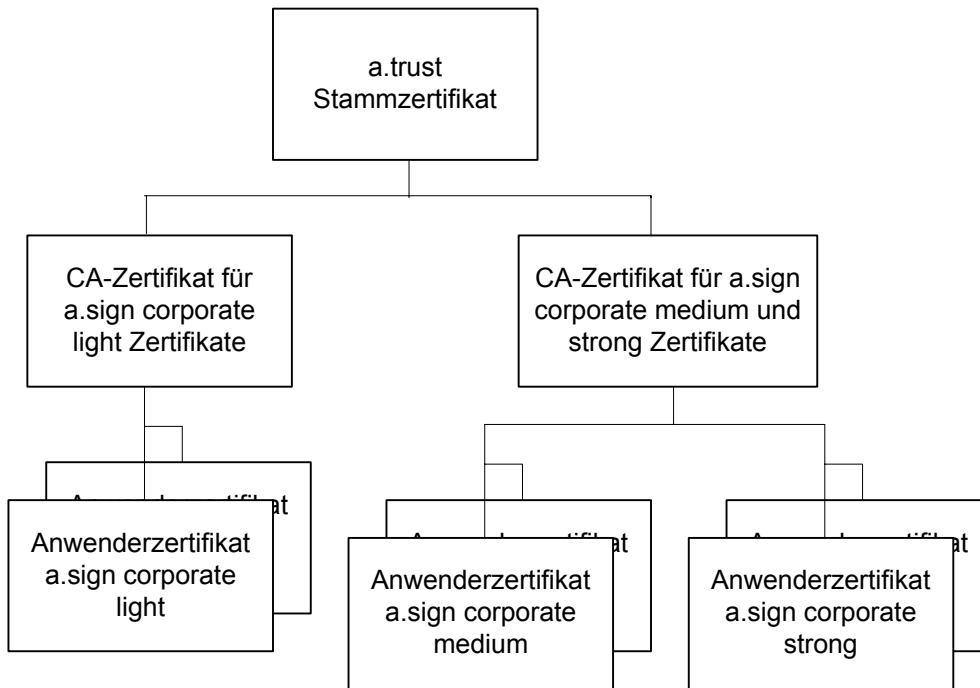 a.trust
Stammzertifikat
CA-Zertifikat für
a.sign corporate
light Zertifikate
CA-Zertifikat für a.sign
corporate medium und
strong Zertifikate
Anwenderzertifikat
a.sign corporate
light
Anwenderzertifikat
a.sign corporate
medium
Anwenderzertifikat
a.sign corporate
strong